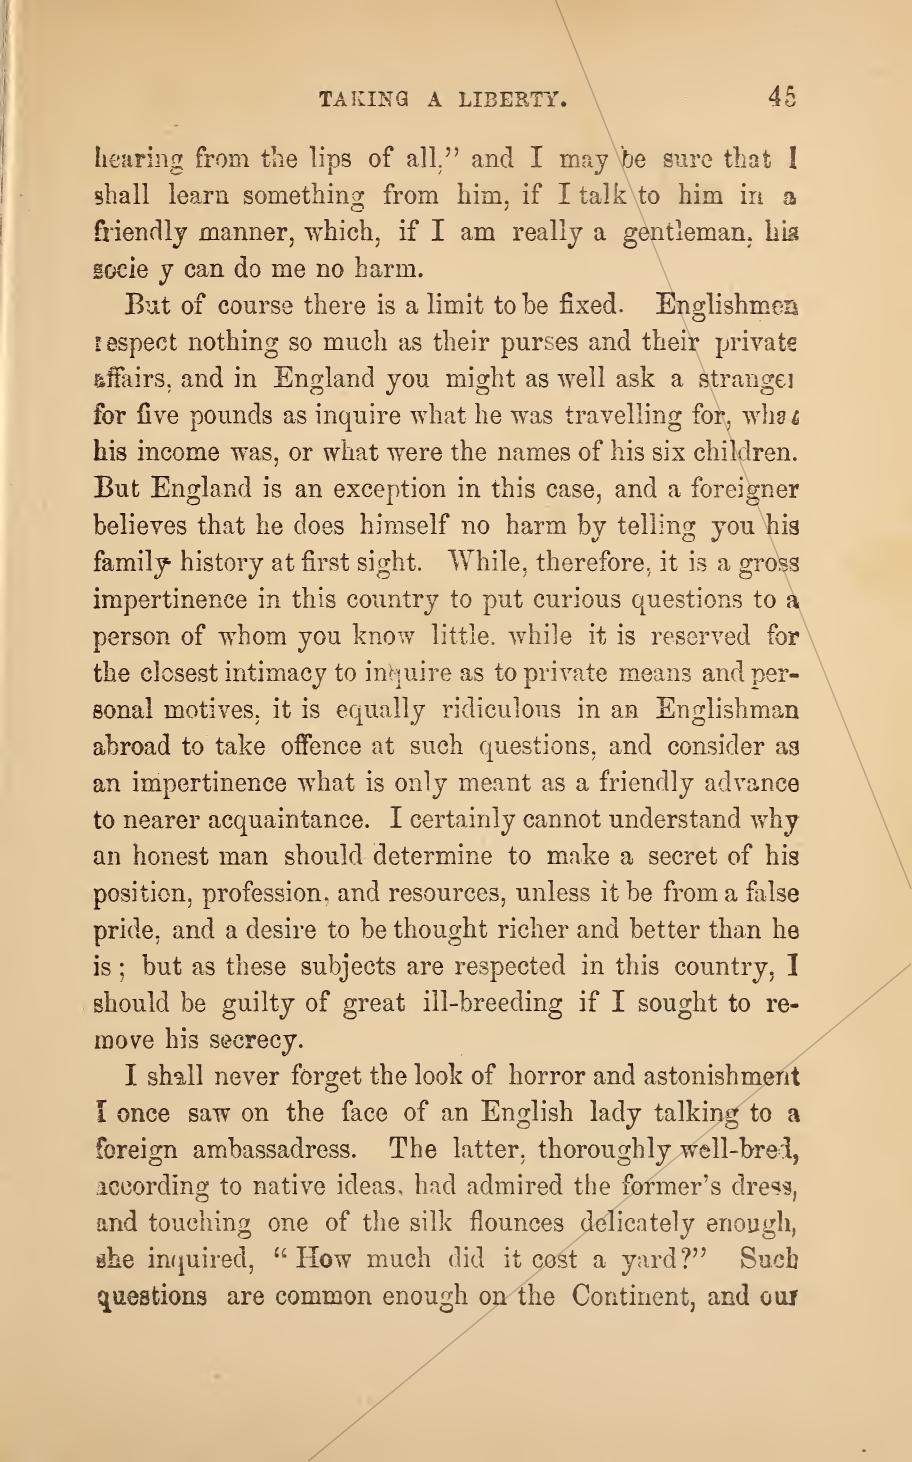 TAKING A LIBERTY. 45
hearing from the lips of all," and I may be sure that I
shall learn something from him, if I talk to him in a
friendly manner, which, if I am really a gentleman, his
socie y can do me no harm.
But of course there is a limit to be fixed. Englishmen
respect nothing so much as their purses and their private
affairs, and in England you might as well ask a stranger
for five pounds as inquire what he was travelling for, what
his income was, or what were the names of his six children.
But England is an exception in this case, and a foreigner
believes that he does himself no harm by telling you his
family history at first sight. While, therefore, it is a gross
impertinence in this country to put curious questions to a
person of whom you know little, while it is reserved for
the closest intimacy to inquire as to private means and per-
sonal motives, it is equally ridiculous in an Englishman
abroad to take offence at such questions, and consider as
an impertinence what is only meant as a friendly advance
to nearer acquaintance. I certainly cannot understand why
an honest man should determine to make a secret of his
position, profession, and resources, unless it be from a false
pride, and a desire to be thought richer and better than he
is; but as these subjects are respected in this country, I
should be guilty of great ill-breeding if I sought to re-
move his secrecy.
I shall never forget the look of horror and astonishment
I once saw on the face of an English lady talking to a
foreign ambassadress. The latter, thoroughly well-bred,
according to native ideas, had admired the former's dress,
and touching one of the silk flounces delicately enough,
she inquired, "How much did it cost a yard?" Such
questions are common enough on the Continent, and our